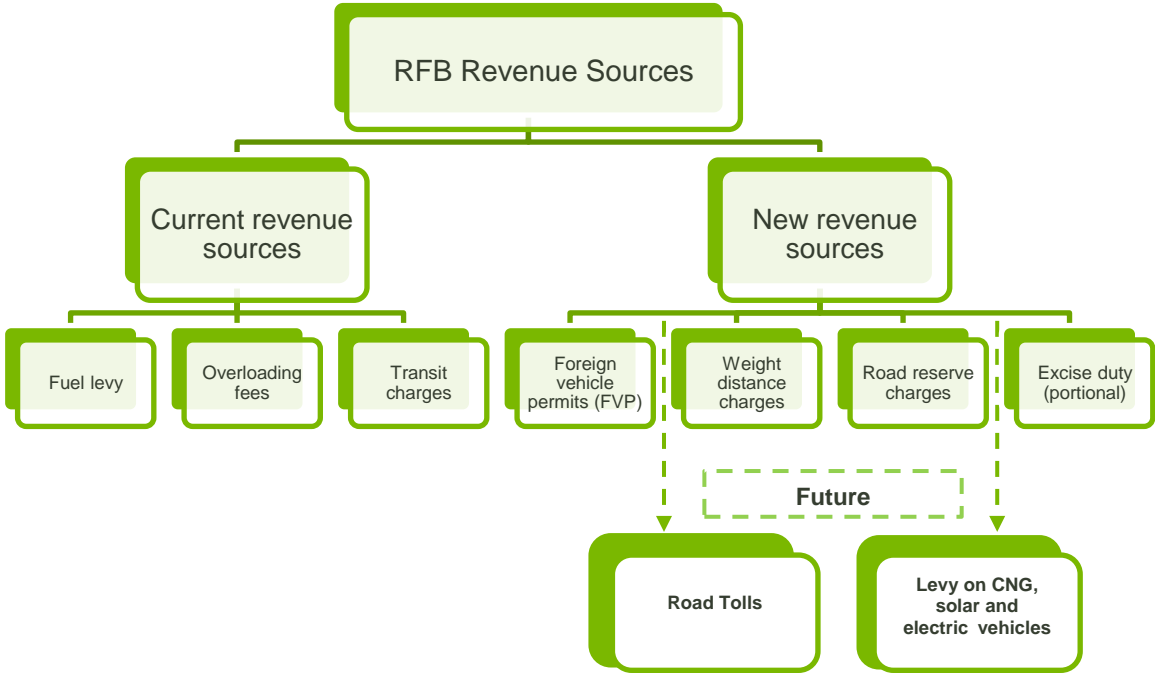 RFB Revenue Sources
Current revenue
sources
New revenue
sources
Fuel levy
Overloading
fees
Transit
charges
Foreign
vehicle
permits (FVP)
Weight
distance
charges
Road reserve
charges
Excise duty
(portional)
Future
Road Tolls
Levy on CNG,
solar and
electric vehicles